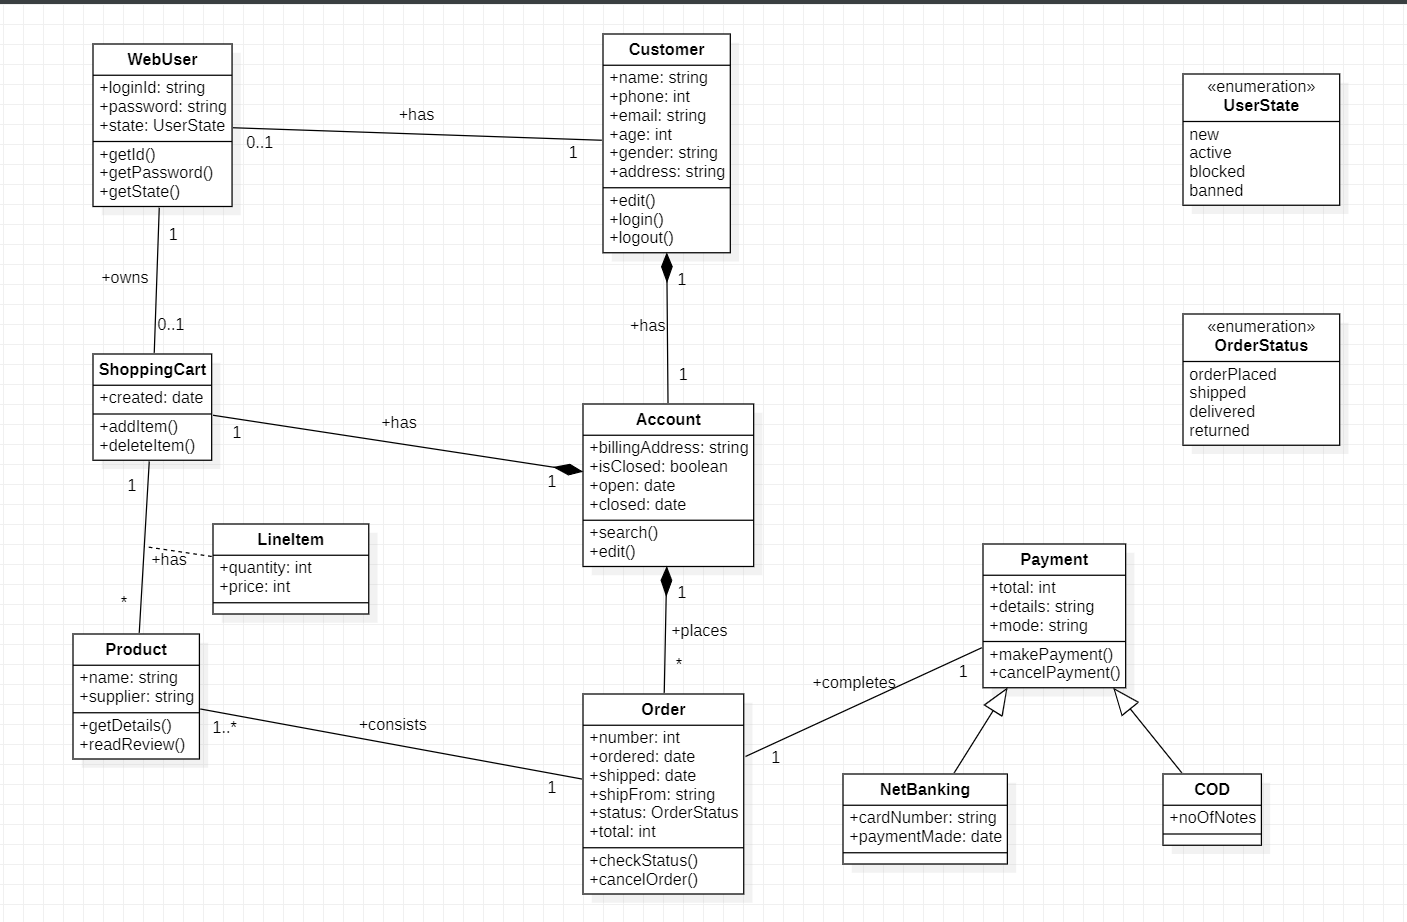 WebUser
+loginId: string
+password: string
+state: UserState
+getId()
+getPassword()
+getState()
+has
0..1
1
Customer
+name: string
+phone: int
+email: string
+age: int
+gender: string
+address: string
+edit()
+login()
+logout()
«enumeration»
UserState
new
active
blocked
banned
1
+owns
0..1
1
+has
1
«enumeration»
OrderStatus
orderPlaced
shipped
delivered
returned
ShoppingCart
+created: date
+addItem()
+deleteItem()
+has
1
1
Account
+billingAddress: string
+isClosed: boolean
+open: date
+closed: date
+search()
+edit()
1
+has
*
LineItem
+quantity: int
+price: int
1
+places
*
Payment
+total: int
+details: string
+mode: string
+makePayment()
+cancelPayment()
Product
+name: string
+supplier: string
+getDetails()
+readReview()
1..*
+consists
1
Order
+number: int
+ordered: date
+shipped: date
+shipFrom: string
+status: OrderStatus
+total: int
+checkStatus()
+cancelOrder()
+completes
1
1
NetBanking
+cardNumber: string
+paymentMade: date
COD
+noOfNotes